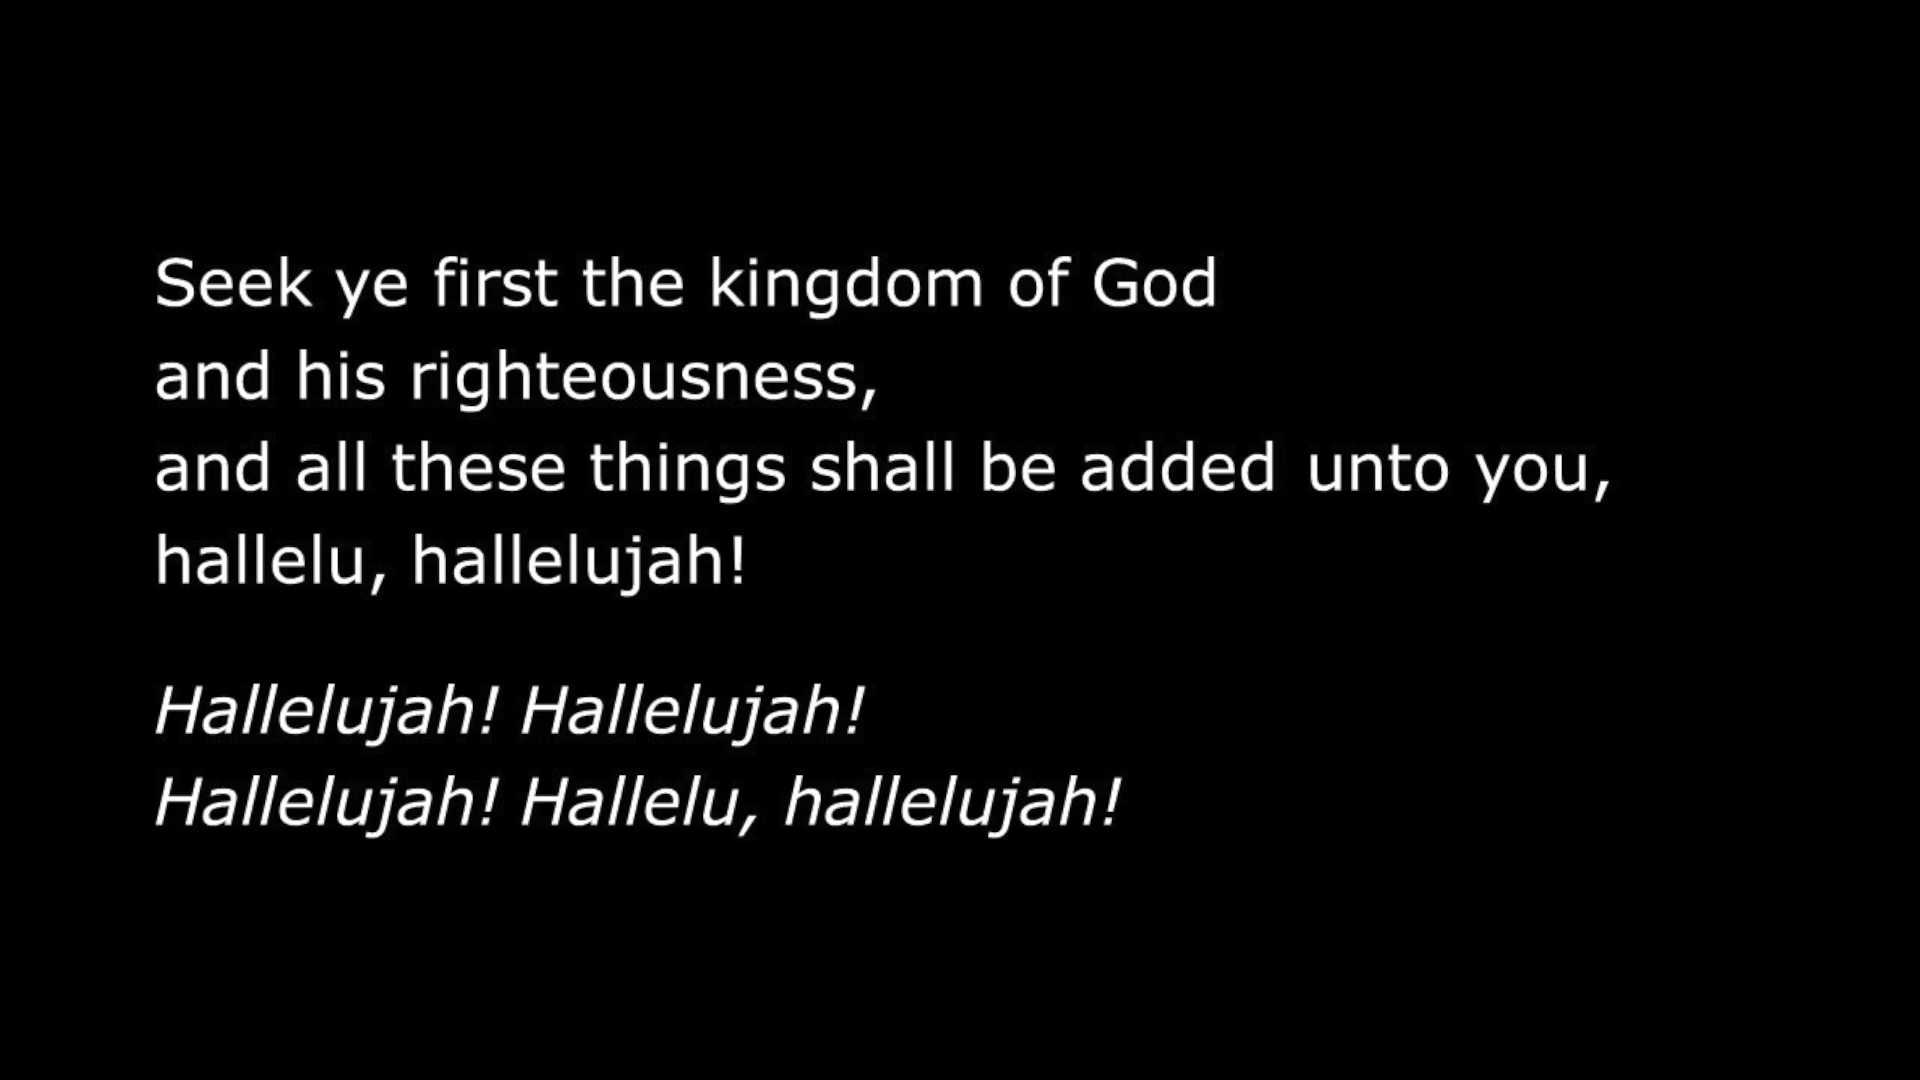 Seek ye first the kingdom of God
and his righteousness,
and all these things shall be added unto you,
hallelu, hallelujah!
Hallelujah! Hallelujah!
Hallelujah! Hallelu, hallelujah!